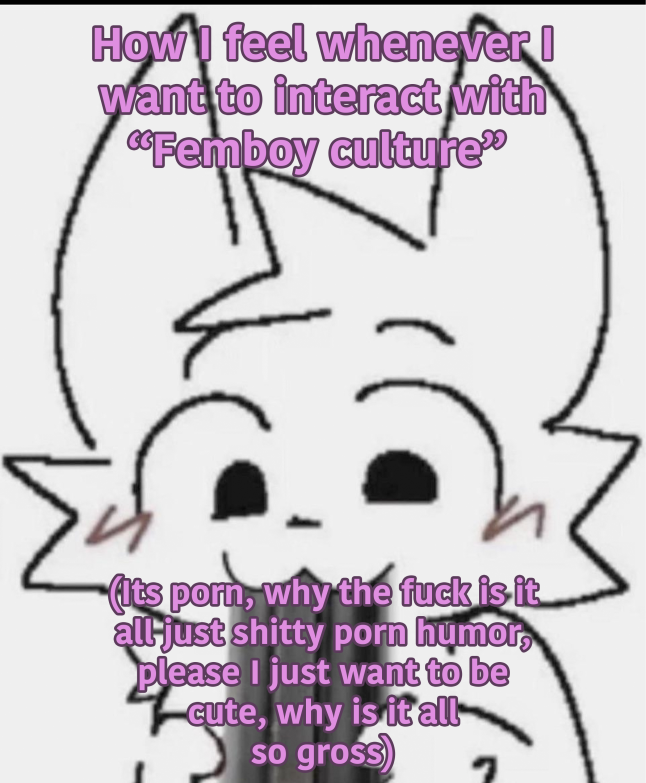 How I feel whenever I
want to interact with
“Femboy culture”
(Its porn, why the fuck is it
all just shitty porn humor,
please I just want to be
cute, why is it all
so gross)